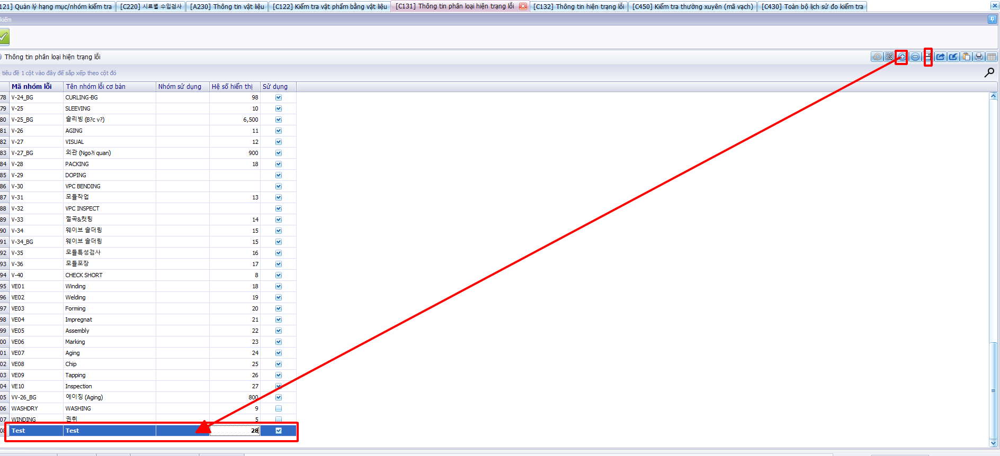 121] Quản lý hạng mục/nhóm kiểm tra [C220] 시료별 수입검사 [A230] Thông tin vật liệu [C122] Kiểm tra vật phẩm bằng vật liệu [C131] Thông tin phân loại hiện trạng lỗi [C132] Thông tin hiện trạng lỗi [C450] Kiểm tra thường xuyên (mã vạch) [C430] Toàn bộ lịch sử đo kiểm tra
kiếm
Thông tin phân loại hiện trạng lỗi
tiêu đề 1 cột vào đây để sắp xếp theo cột đó
Mã nhóm lỗi Tên nhóm lỗi cơ bản Nhóm sử dụng Hệ số hiển thị Sử dụng
78 V-24_BG CURLING-BG 98
79 V-25 SLEEVING 10
80 V-25_BG 슬리빙 (B?c v?) 6,500
81 V-26 AGING 11
82 V-27 VISUAL 12
83 V-27_BG 외관 (Ngo?i quan) 900
84 V-28 PACKING 18
85 V-29 DOPING
86 V-30 VPC BENDING
87 V-31 모듈작업 13
88 V-32 VPC INSPECT
89 V-33 절곡&컷팅 14
90 V-34 웨이브 솔더링 15
91 V-34_BG 웨이브 솔더링 15
92 V-35 모듈특성검사 16
93 V-36 모듈포장 17
94 V-40 CHECK SHORT 8
95 VE01 Winding 18
96 VE02 Welding 19
97 VE03 Forming 20
98 VE04 Impregnat 21
99 VE05 Assembly 22
00 VE06 Marking 23
01 VE07 Aging 24
02 VE08 Chip 25
03 VE09 Tapping 26
04 VE10 Inspection 27
05 VV-26_BG 에이징 (Aging) 800
06 WASHDRY WASHING 9
07 WINDING 권취 5
08 Test Test 28